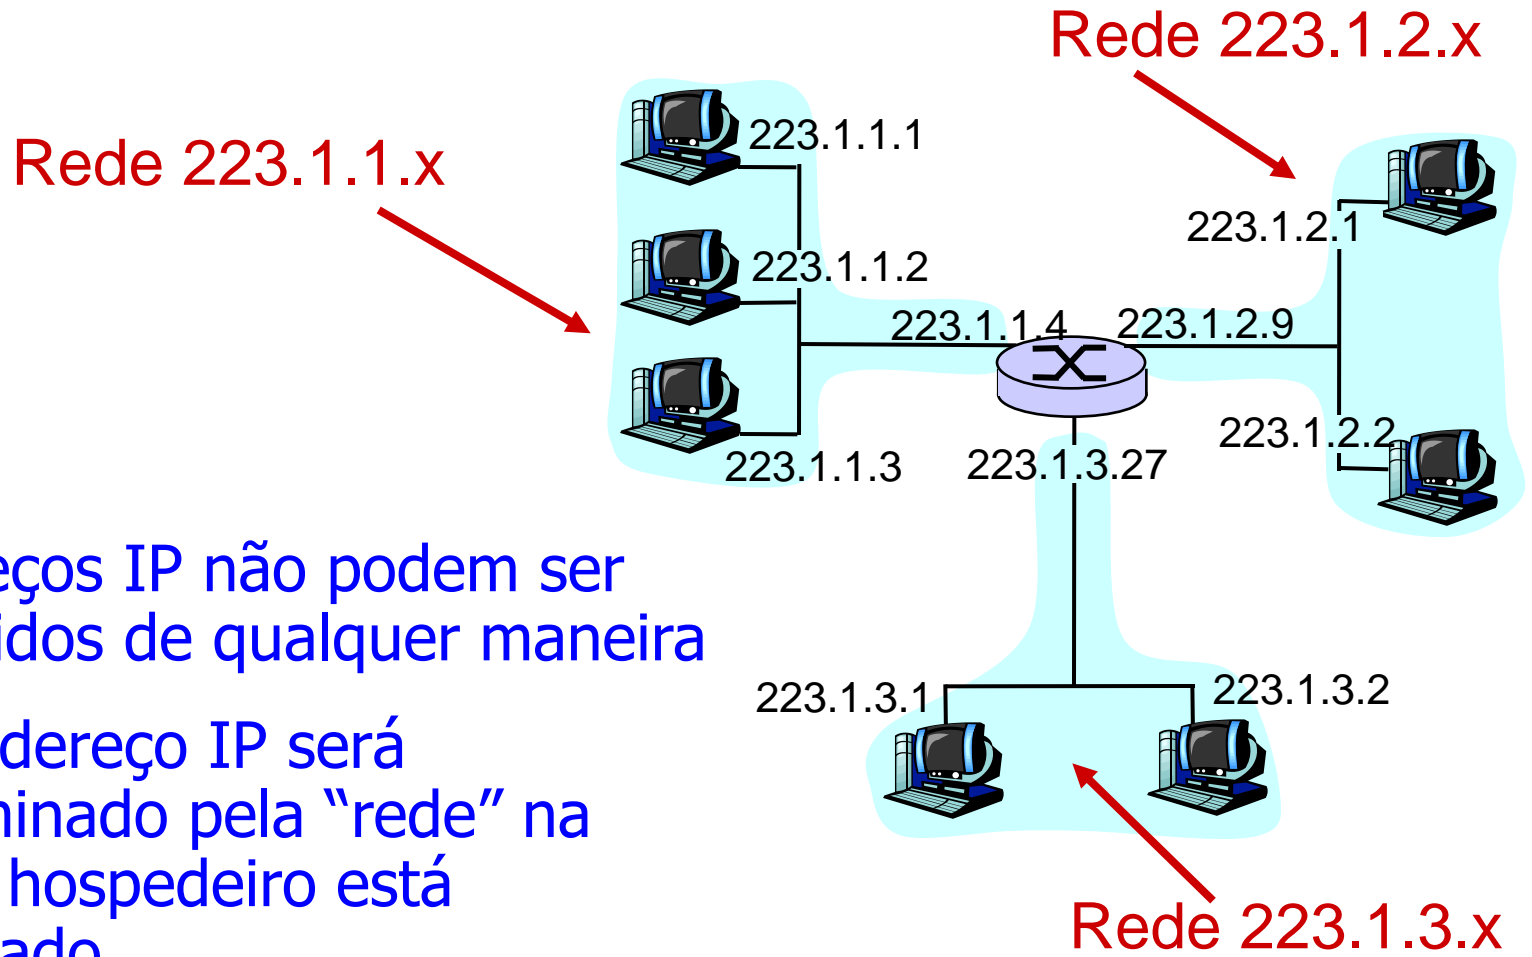 Rede 223.1.2.x
Rede 223.1.1.x
223.1.1.1
223.1.2.1
223.1.1.2
223.1.1.4
223.1.2.9
223.1.2.2
223.1.1.3
223.1.3.27
eços IP não podem ser
idos de qualquer maneira
223.1.3.1
223.1.3.2
dereço IP será
ninado pela “rede” na
hospedeiro está
ado
Rede 223.1.3.x